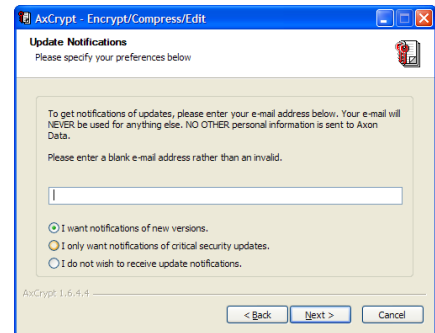 AxCrypt - Encrypt/Compress/Edit
Update Notifications
Please specify your preferences below
To get notifications of updates, please enter your e-mail address below. Your e-mail will
NEVER be used for anything else. NO OTHER personal information is sent to Axon
Data.
Please enter a blank e-mail address rather than an invalid.
I want notifications of new versions.
I only want notifications of critical security updates.
I do not wish to receive update notifications.
AxCrypt 1.6.4.4
< Back Next > Cancel